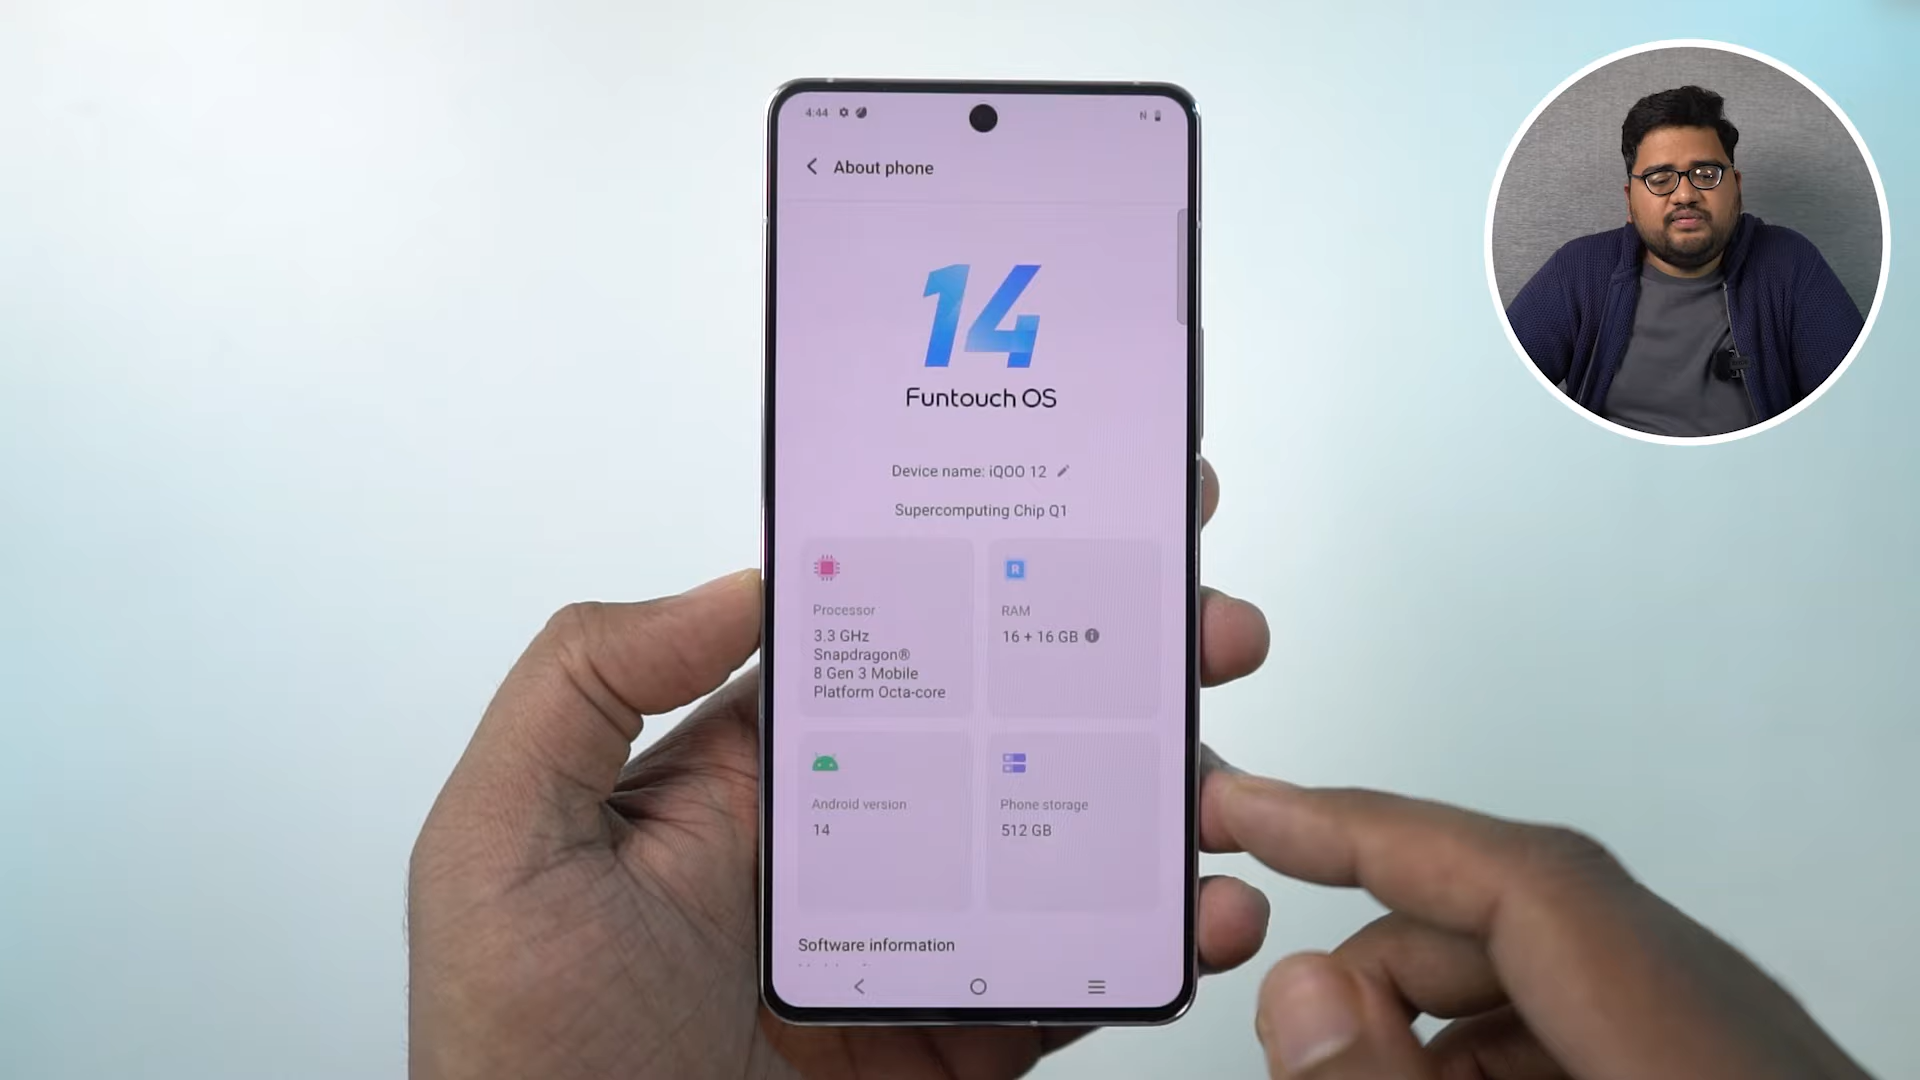 4:44
N
About phone
14
Funtouch OS
Device name: iQOO 12
Supercomputing Chip Q1
R
Processor
3.3 GHz
Snapdragon®
8 Gen 3 Mobile
Platform Octa-core
RAM
16 + 16 GB
Android version
14
Phone storage
512 GB
Software information